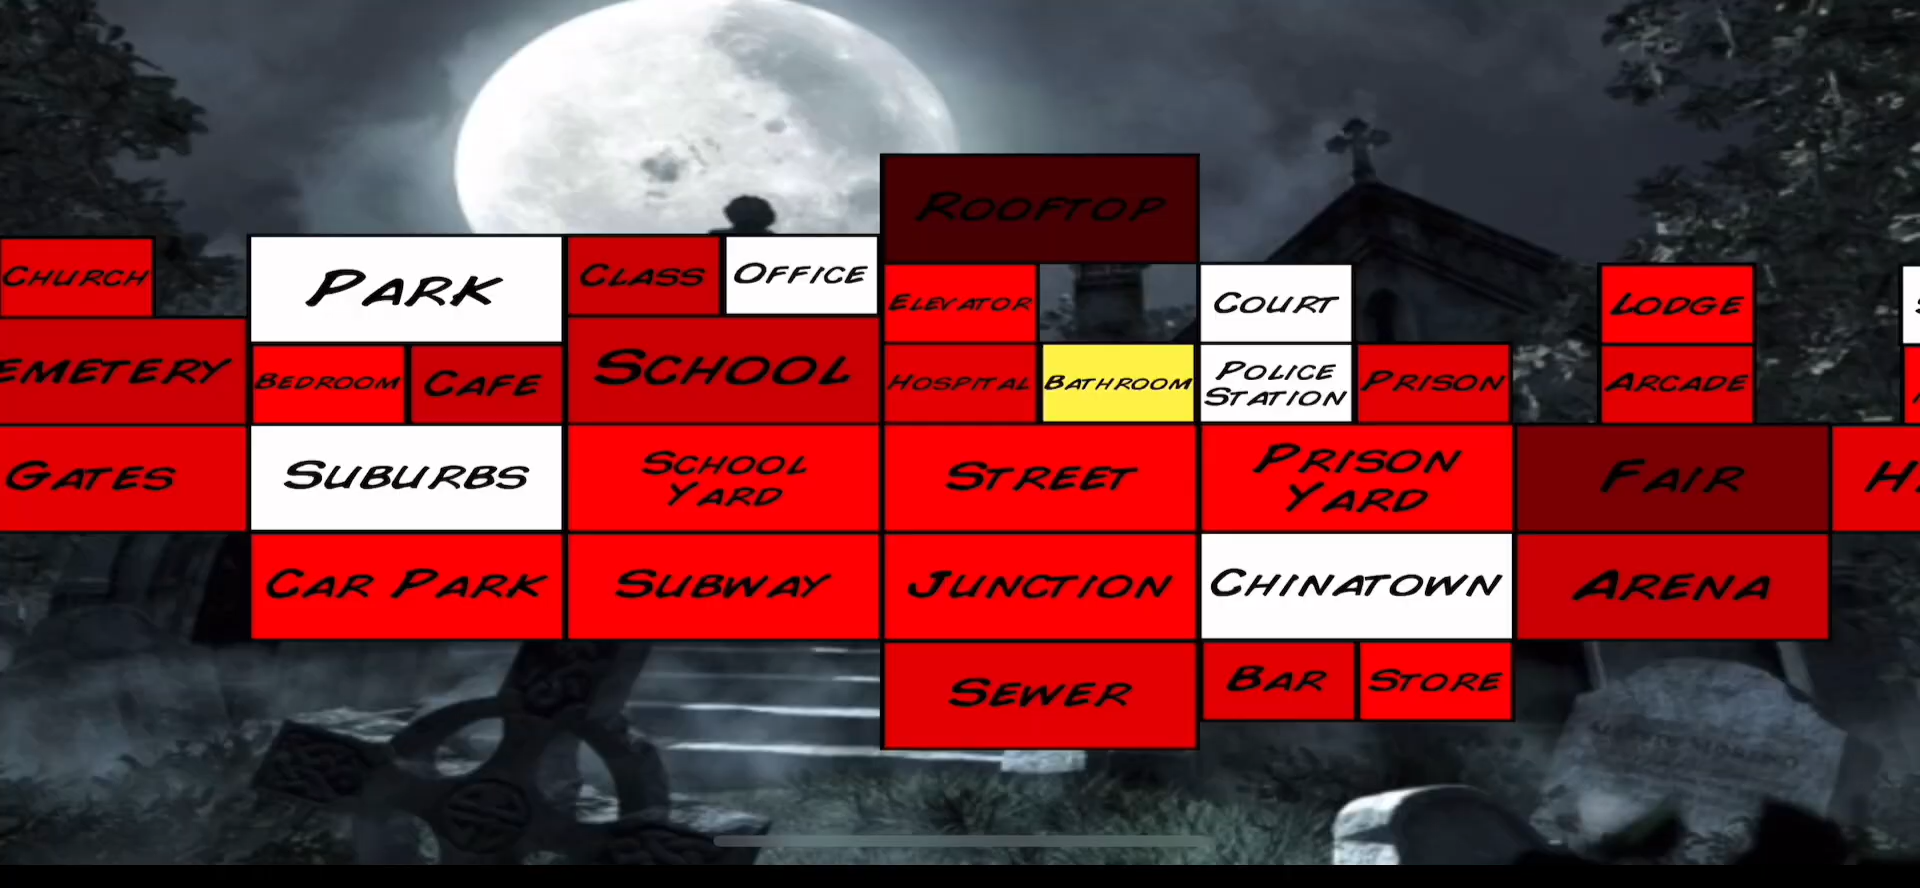 ROOFTOP
CHURCH
PARK
CLASS
OFFICE
ELEVATOR
COURT
LODGE
EMETERY
BEDROOM
CAFE
SCHOOL
HOSPITAL
BATHROOM
POLICE
STATION
PRISON
ARCADE
GATES
SUBURBS
SCHOOL
YARD
STREET
PRISON
YARD
FAIR
H
CAR PARK
SUBWAY
JUNCTION
CHINATOWN
ARENA
SEWER
BAR
STORE